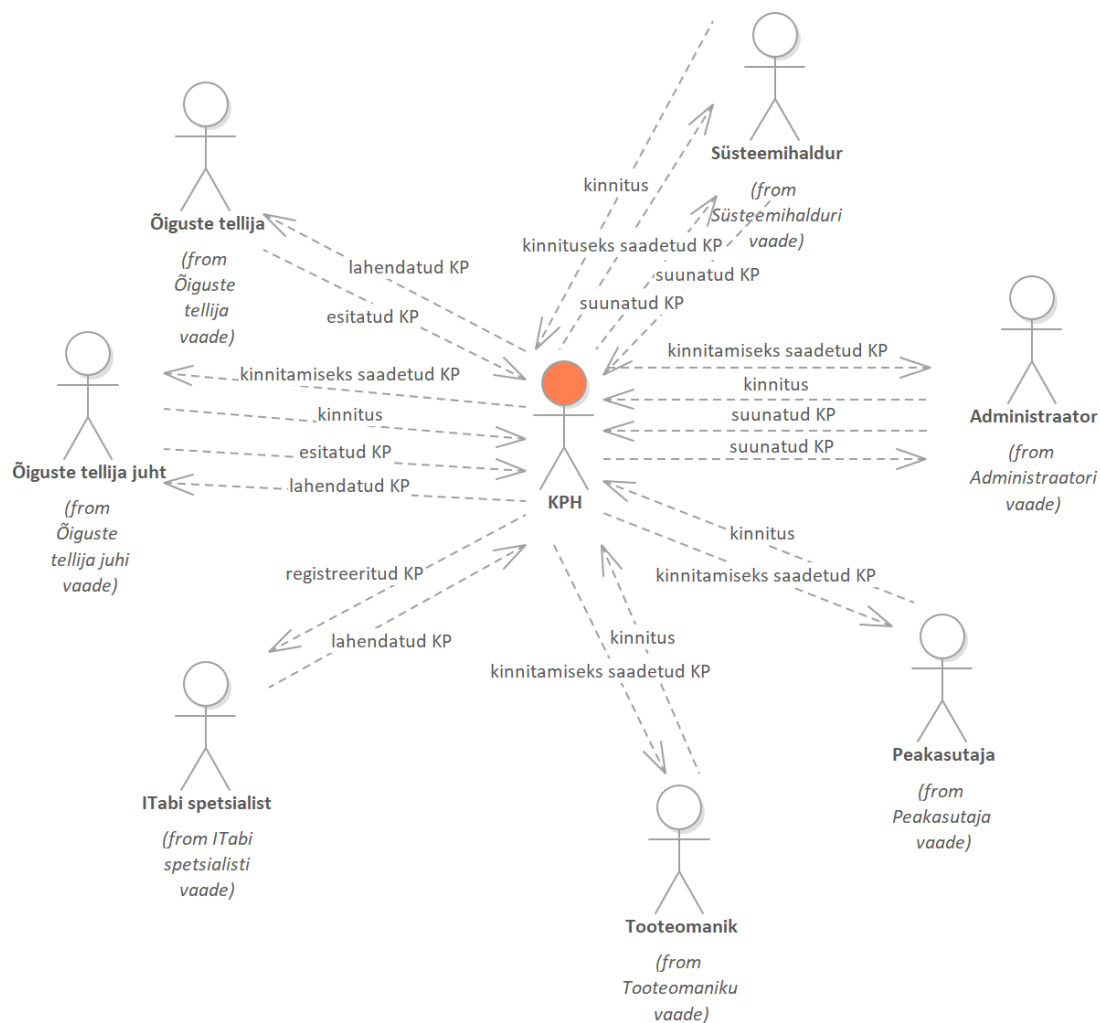 Süsteemihaldur
(from
Süsteemihalduri
vaade)
kinnitus
kinnituseks saadetud KP
suunatud KP
suunatud KP
Õiguste tellija
(from
Õiguste
tellija
vaade)
lahendatud KP
esitatud KP
Õiguste tellija juht
(from
Õiguste
tellija juhi
vaade)
kinnitamiseks saadetud KP
kinnitus
esitatud KP
lahendatud KP
KPH
kinnitamiseks saadetud KP
kinnitus
suunatud KP
suunatud KP
Administraator
(from
Administraatori
vaade)
registreeritud KP
lahendatud KP
ITabi spetsialist
(from ITabi
spetsialisti
vaade)
kinnitus
kinnitamiseks saadetud KP
Peakasutaja
(from
Peakasutaja
vaade)
kinnitus
kinnitamiseks saadetud KP
Tooteomanik
(from
Tooteomaniku
vaade)